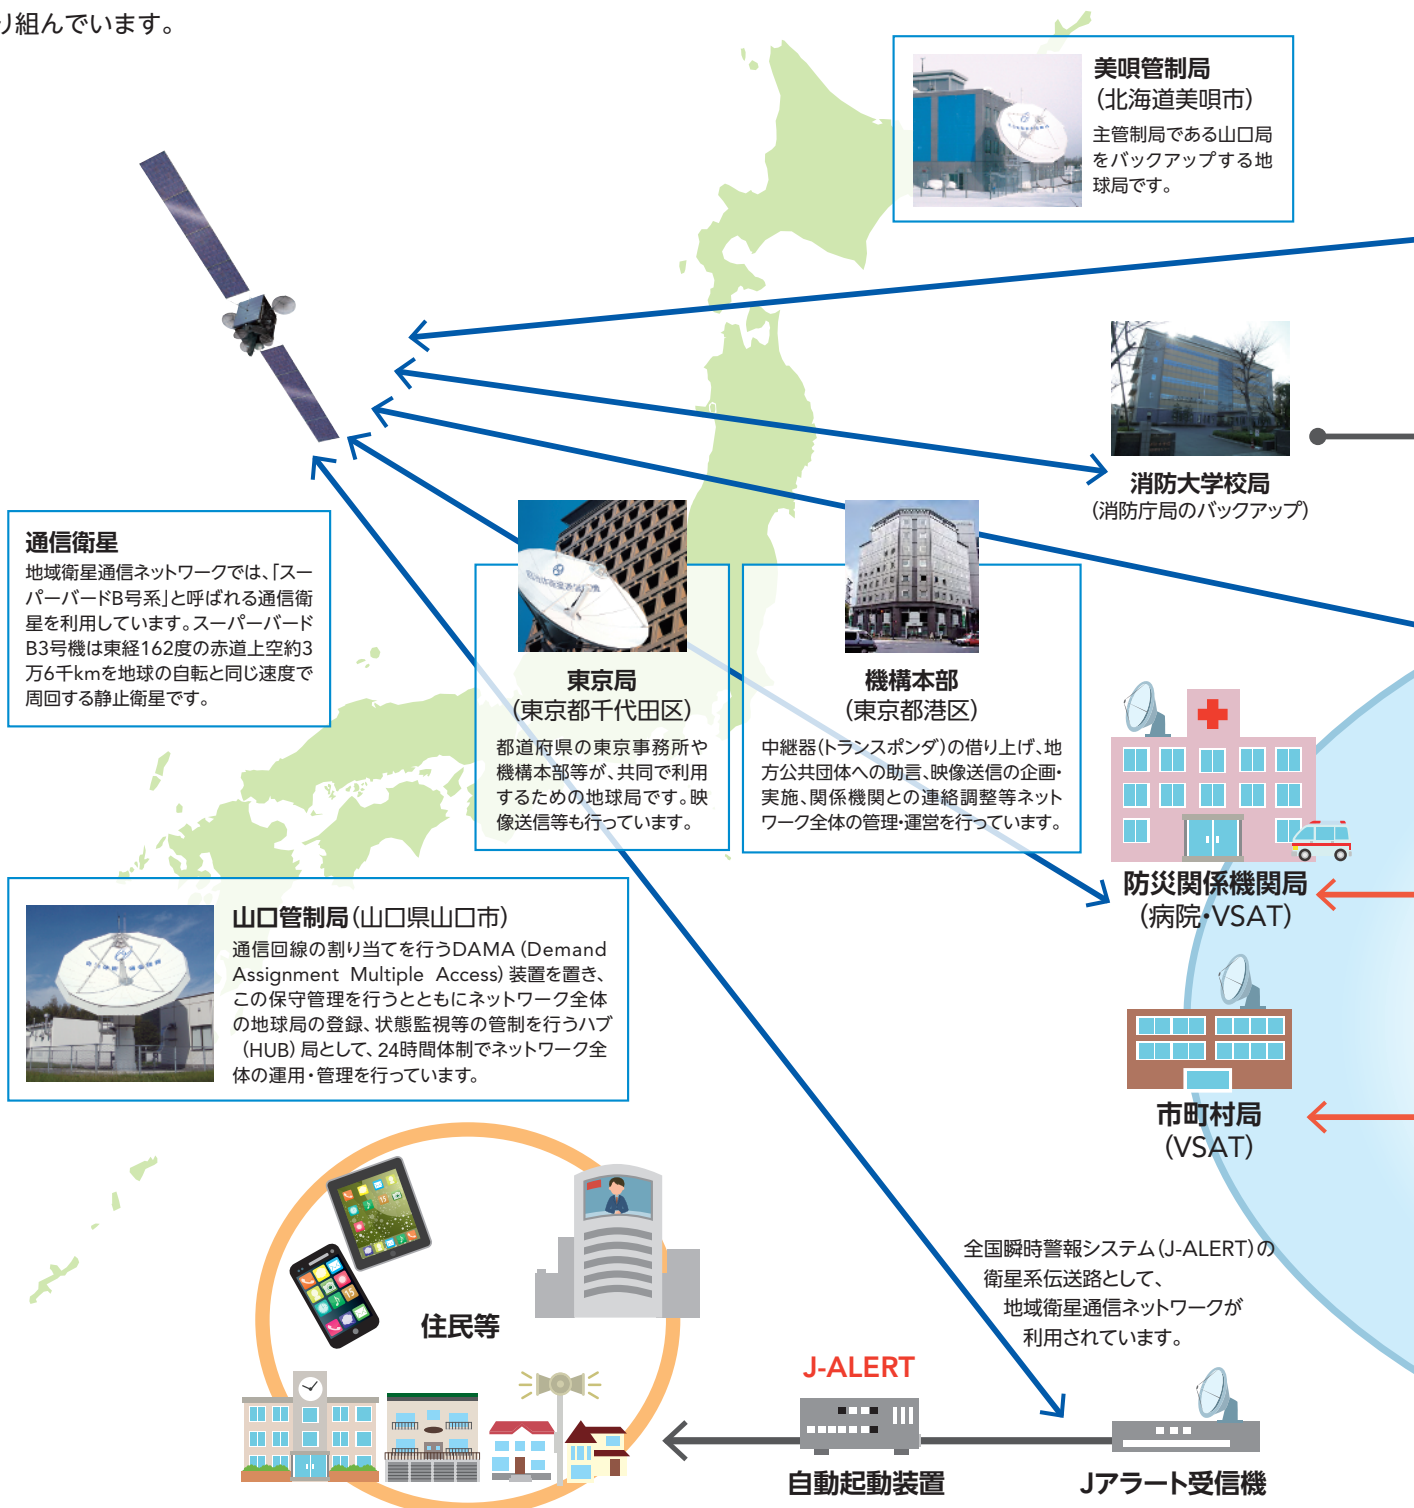 り組んでいます。
美唄管制局
（北海道美唄市）
主管制局である山口局
をバックアップする地
球局です。
消防大学校局
（消防庁局のバックアップ）
通信衛星
地域衛星通信ネットワークでは、「スー
パーバードB号系」と呼ばれる通信衛
星を利用しています。スーパーバード
B3号機は東経162度の赤道上空約3
万6千kmを地球の自転と同じ速度で
周回する静止衛星です。
東京局
（東京都千代田区）
都道府県の東京事務所や
機構本部等が、共同で利用
するための地球局です。映
像送信等も行っています。
機構本部
（東京都港区）
中継器（トランスポンダ）の借り上げ、地
方公共団体への助言、映像送信の企画・
実施、関係機関との連絡調整等ネット
ワーク全体の管理・運営を行っています。
防災関係機関局
（病院・VSAT）
山口管制局（山口県山口市）
通信回線の割り当てを行うDAMA（Demand
Assignment Multiple Access）装置を置き、
この保守管理を行うとともにネットワーク全体
の地球局の登録、状態監視等の管制を行うハブ
（HUB）局として、24時間体制でネットワーク全
体の運用・管理を行っています。
市町村局
（VSAT）
全国瞬時警報システム（J-ALERT）の
衛星系伝送路として、
地域衛星通信ネットワークが
利用されています。
住民等
J-ALERT
自動起動装置
Jアラート受信機